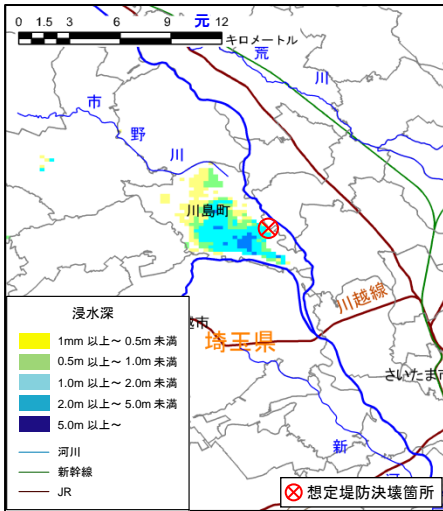 元
0 1.5 3 6 9 12
キロメートル
荒
川
市
野
川
川島町
川越線
埼玉県
さいたま市
新
浸水深
1mm 以上～ 0.5m 未満
0.5m 以上～ 1.0m 未満
1.0m 以上～ 2.0m 未満
2.0m 以上～ 5.0m 未満
5.0m 以上～
河川
新幹線
JR
想定堤防決壊箇所